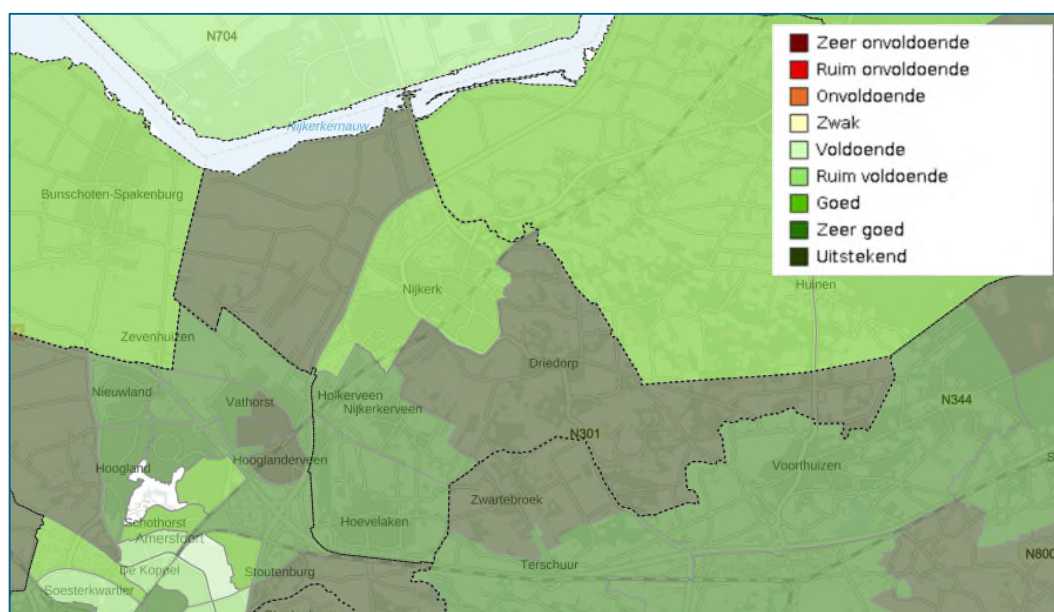 N704
Nijkerkernauw
Bunschoten-Spakenburg
Zeer onvoldoende
Ruim onvoldoende
Onvoldoende
Zwak
Voldoende
Ruim voldoende
Goed
Zeer goed
Uitstekend
Huinen
Nijkerk
Zevenhuizen
Driedorp
Nieuwland
Vathorst
Holkerveen
Nijkerkerveen
N344
N301
Hooglanderveen
Hoogland
Voorthuizen
Zwartebroek
Schothorst
Hoevelaken
Amersfoort
De Koppel
Stoutenburg
Terschuur
N800
Soesterkwartier